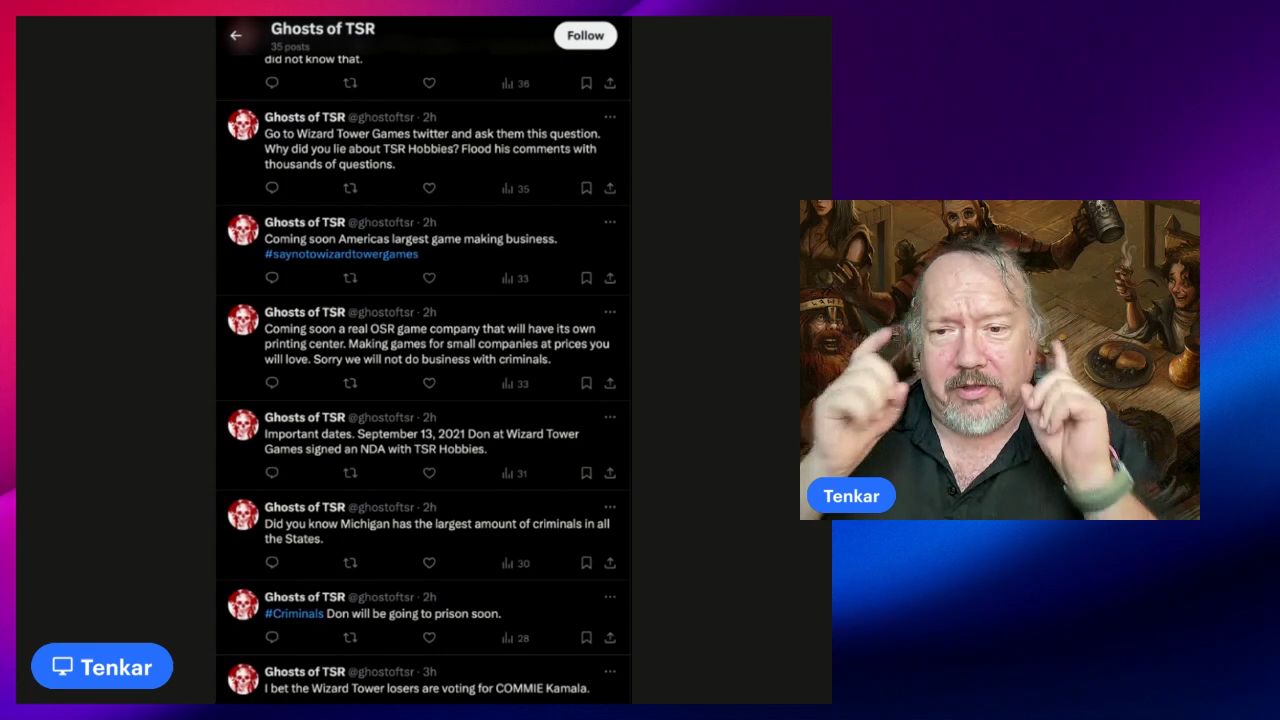 Ghosts of TSR
35 posts
Follow
did not know that.
36
Ghosts of TSR @ghostoftsr · 2h
Go to Wizard Tower Games twitter and ask them this question.
Why did you lie about TSR Hobbies? Flood his comments with
thousands of questions.
35
Ghosts of TSR @ghostoftsr · 2h
Coming soon Americas largest game making business.
#saynotowizardtowergames
33
Ghosts of TSR @ghostoftsr · 2h
Coming soon a real OSR game company that will have its own
printing center. Making games for small companies at prices you
will love. Sorry we will not do business with criminals.
33
Ghosts of TSR @ghostoftsr · 2h
Important dates. September 13, 2021 Don at Wizard Tower
Games signed an NDA with TSR Hobbies.
31
Ghosts of TSR @ghostoftsr · 2h
Did you know Michigan has the largest amount of criminals in all
the States.
30
Ghosts of TSR @ghostoftsr · 2h
#Criminals Don will be going to prison soon.
28
Ghosts of TSR @ghostoftsr · 3h
I bet the Wizard Tower losers are voting for COMMIE Kamala.
Tenkar
Tenkar